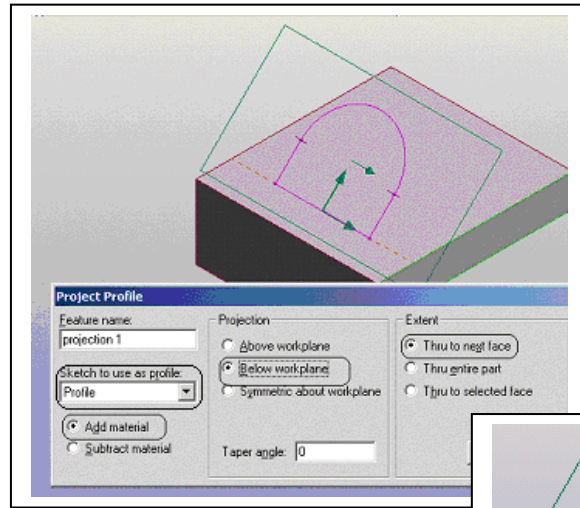 Project Profile
Feature name:
projection 1
Sketch to use as profile:
Profile
Add material
Subtract material
Projection
Above workplane
Below workplane
Symmetric about workplane
Taper angle: 0
Extent
Thru to next face
Thru entire part
Thru to selected face